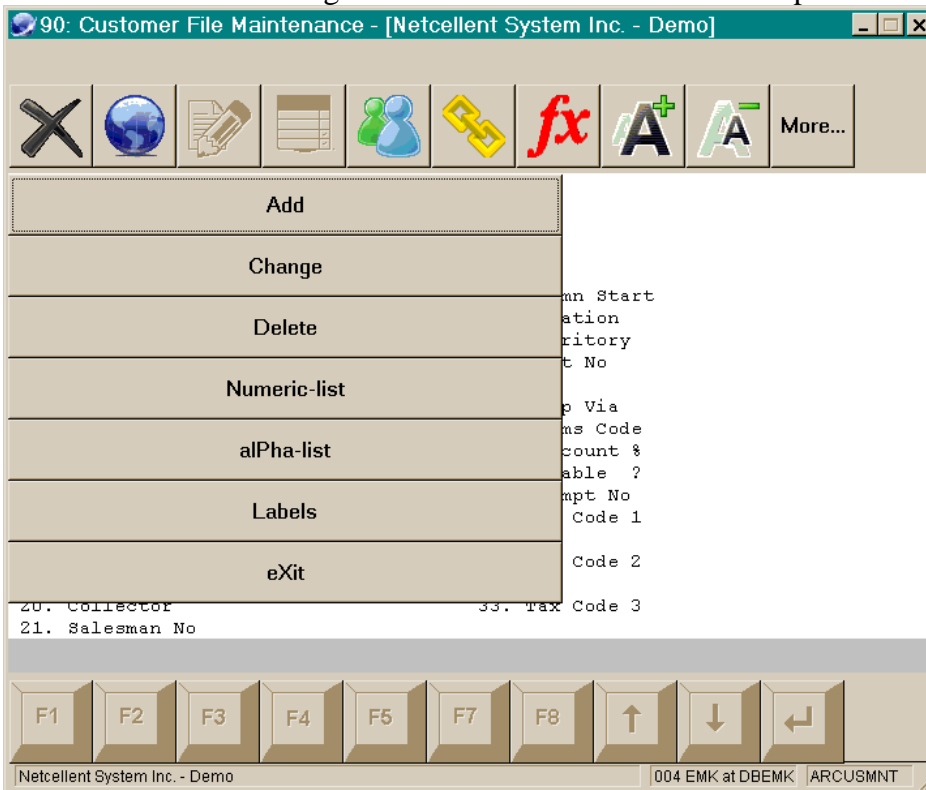 90: Customer File Maintenance - [Netcellent System Inc. - Demo]
fx A A More...
Add
Change
mn Start
ation
Delete
ritory
t No
Numeric-list
p Via
ms Code
alPha-list
count %
able ?
mpt No
Labels
Code 1
Code 2
eXit
20. Collector 33. Tax Code 3
21. Salesman No
F1 F2 F3 F4 F5 F7 F8
Netcellent System Inc. - Demo 004 EMK at DBEMK ARCUSMNT